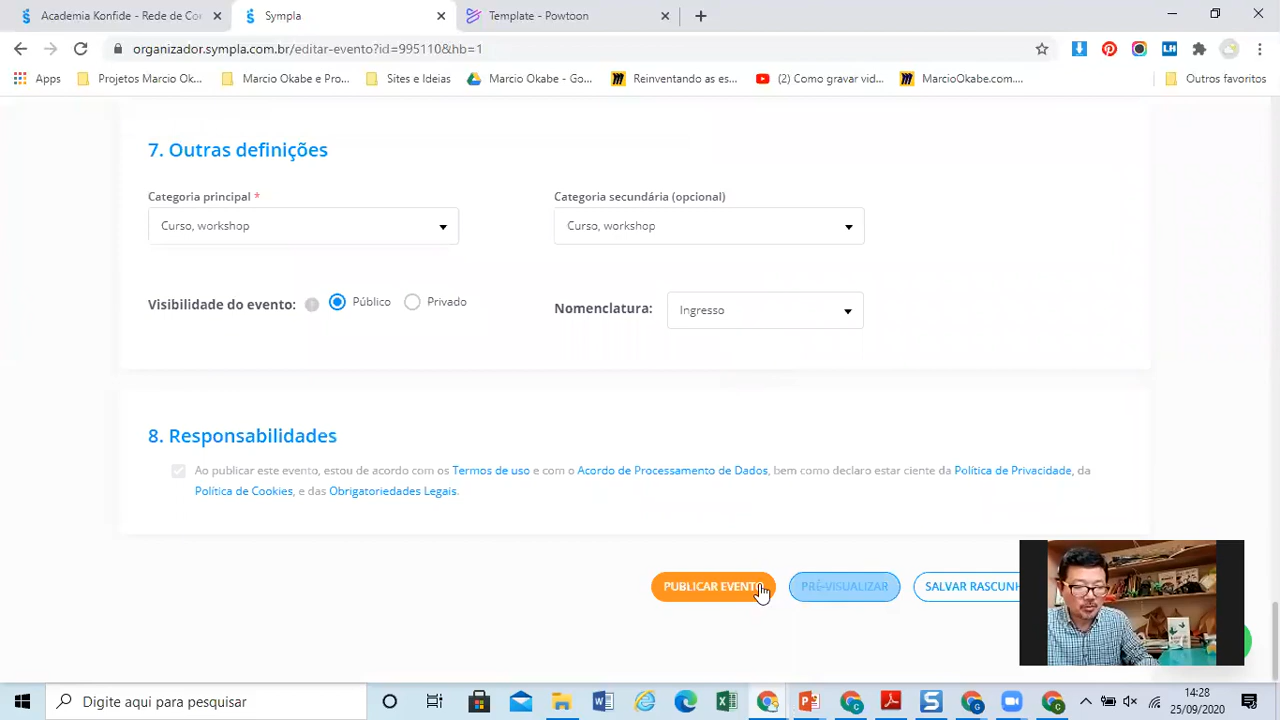 Academia Konfide - Rede de Co
Sympla
Template - Powtoon
organizador.sympla.com.br/editar-evento?id=995110&hb=1
Apps
Projetos Marcio Ok...
Marcio Okabe e Pro...
Sites e Ideias
Marcio Okabe - Go...
Reinventando as es...
(2) Como gravar vid...
MarcioOkabe.com....
Outros favoritos
7. Outras definições
Categoria principal *
Categoria secundária (opcional)
Curso, workshop
Curso, workshop
Visibilidade do evento:
Público
Privado
Nomenclatura:
Ingresso
8. Responsabilidades
Ao publicar este evento, estou de acordo com os Termos de uso e com o Acordo de Processamento de Dados, bem como declaro estar ciente da Política de Privacidade, da
Política de Cookies, e das Obrigatoriedades Legais.
PUBLICAR EVENTO
PRÉ-VISUALIZAR
SALVAR RASCUNH
Digite aqui para pesquisar
14:28
25/09/2020